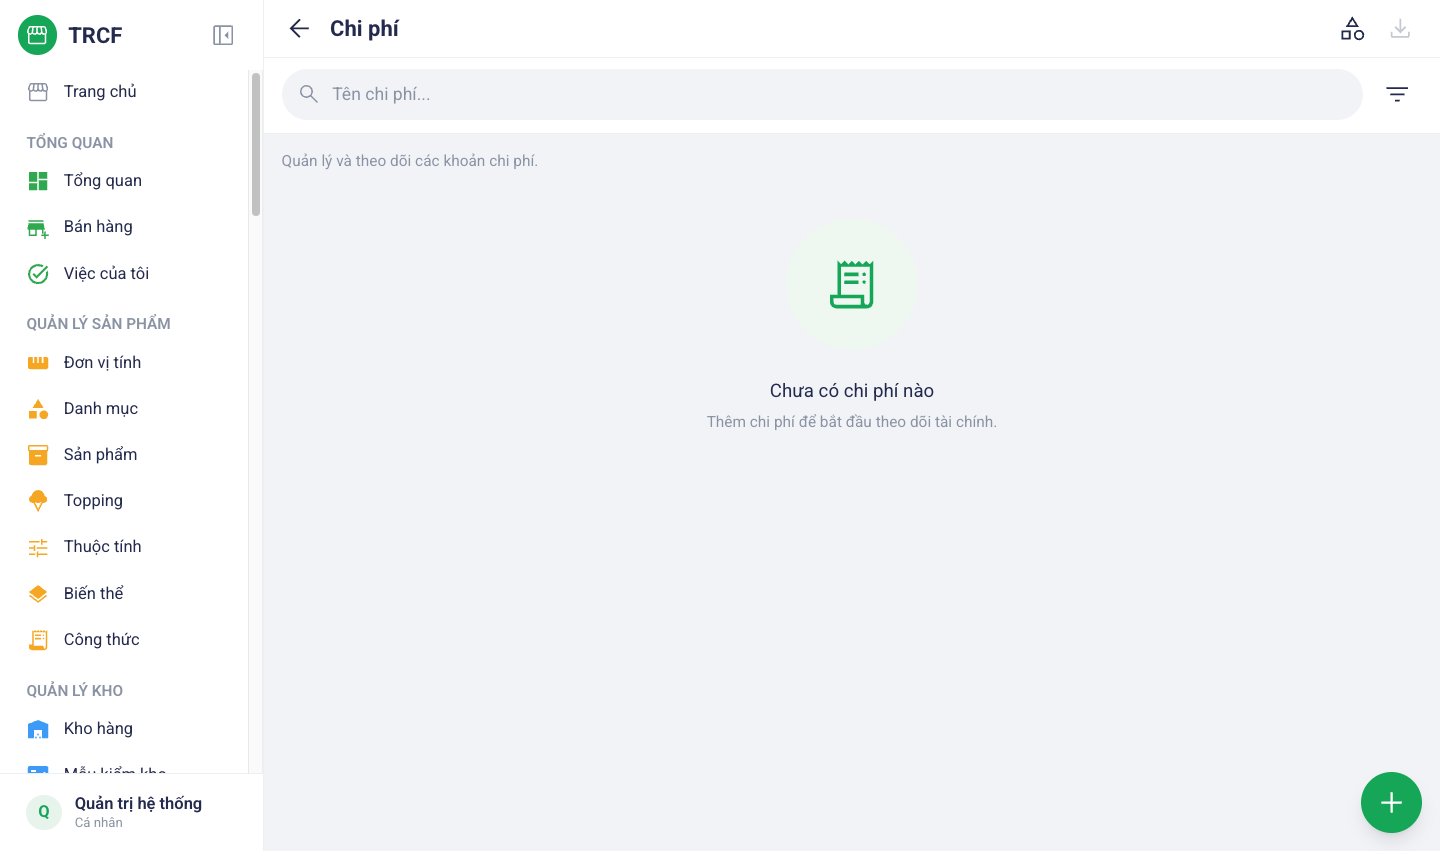 TRCF
Trang chủ
TỔNG QUAN
Tổng quan
Bán hàng
Việc của tôi
QUẢN LÝ SẢN PHẨM
Đơn vị tính
Danh mục
Sản phẩm
Topping
Thuộc tính
Biến thể
Công thức
QUẢN LÝ KHO
Kho hàng
Mẫu kiểm kho
Q
Quản trị hệ thống
Cá nhân
Chi phí
Tên chi phí...
Quản lý và theo dõi các khoản chi phí.
Chưa có chi phí nào
Thêm chi phí để bắt đầu theo dõi tài chính.